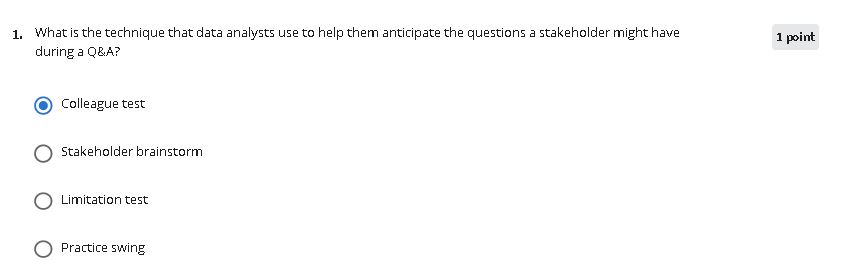 1. What is the technique that data analysts use to help them anticipate the questions a stakeholder might have
during a Q&A?
1 point
Colleague test
Stakeholder brainstorm
Limitation test
Practice swing